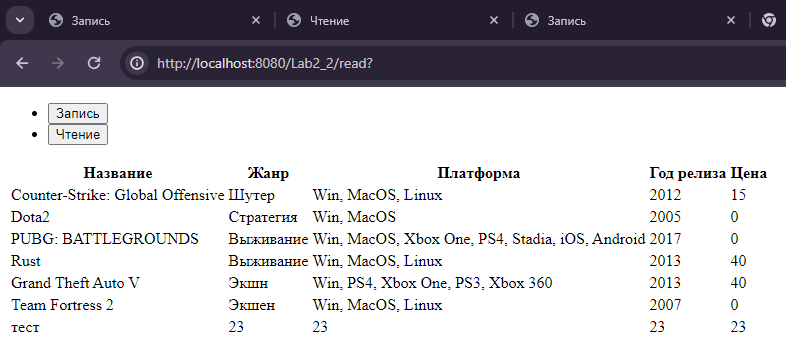 Запись
Чтение
Запись
http://localhost:8080/Lab2_2/read?
Запись
Чтение
Название Жанр Платформа Год релиза Цена
Counter-Strike: Global Offensive Шутер Win, MacOS, Linux 2012 15
Dota2 Стратегия Win, MacOS 2005 0
PUBG: BATTLEGROUNDS Выживание Win, MacOS, Xbox One, PS4, Stadia, iOS, Android 2017 0
Rust Выживание Win, MacOS, Linux 2013 40
Grand Theft Auto V Экшн Win, PS4, Xbox One, PS3, Xbox 360 2013 40
Team Fortress 2 Экшен Win, MacOS, Linux 2007 0
тест 23 23 23 23